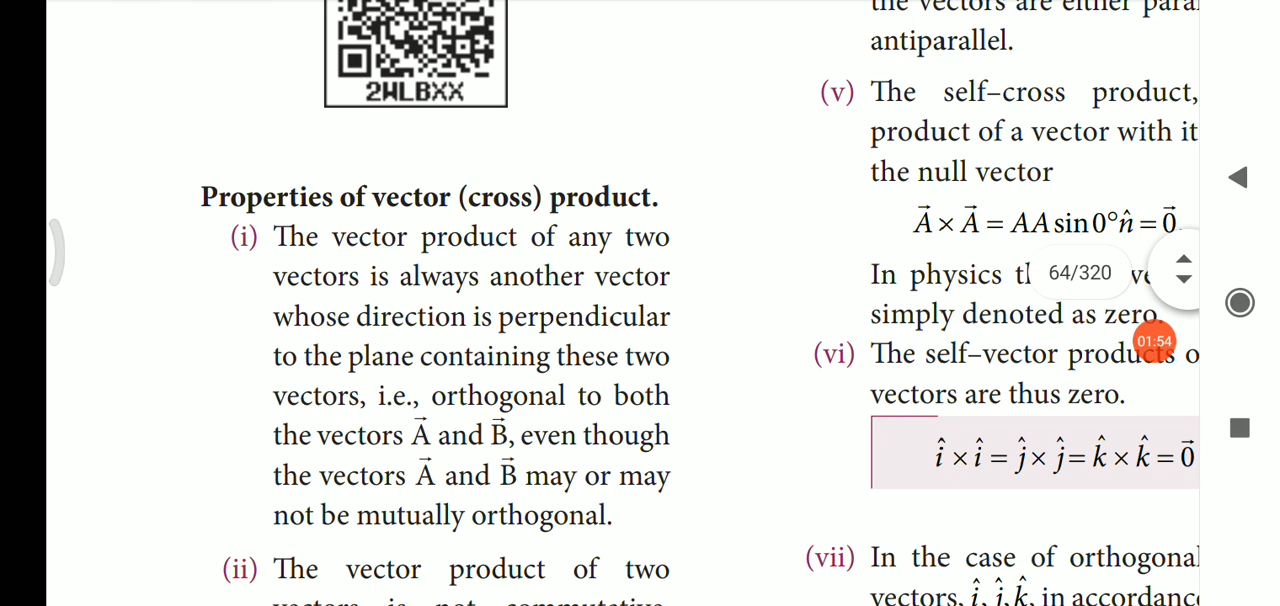 2WLBXX
Properties of vector (cross) product.
(i) The vector product of any two
vectors is always another vector
whose direction is perpendicular
to the plane containing these two
vectors, i.e., orthogonal to both
the vectors A⃗ and B⃗, even though
the vectors A⃗ and B⃗ may or may
not be mutually orthogonal.
(ii) The vector product of two
vectors is not commutative,
the vectors are either
antiparallel.
(v) The self–cross product,
product of a vector with
the null vector
A⃗ × A⃗ = AA sin 0° n̂ = 0⃗
In physics
simply denoted as zero.
(vi) The self–vector products
vectors are thus zero.
î × î = ĵ × ĵ = k̂ × k̂ = 0⃗
(vii) In the case of orthogonal
vectors, î, ĵ, k̂, in
64/320
01:54